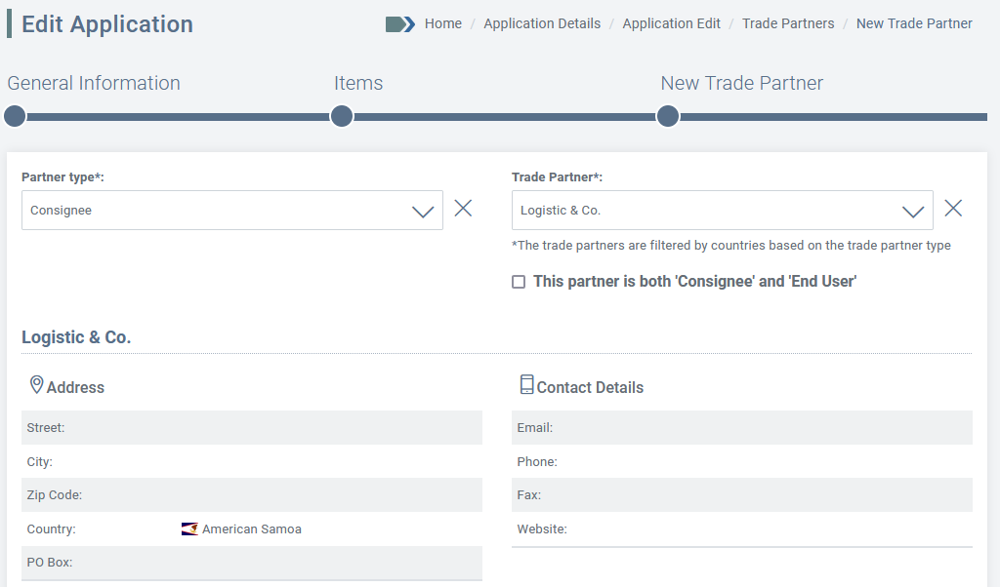 Edit Application
Home / Application Details / Application Edit / Trade Partners / New Trade Partner
General Information
Items
New Trade Partner
Partner type*:
Consignee
Trade Partner*:
Logistic & Co.
*The trade partners are filtered by countries based on the trade partner type
This partner is both 'Consignee' and 'End User'
Logistic & Co.
Address
Street:
City:
Zip Code:
Country: American Samoa
PO Box:
Contact Details
Email:
Phone:
Fax:
Website: